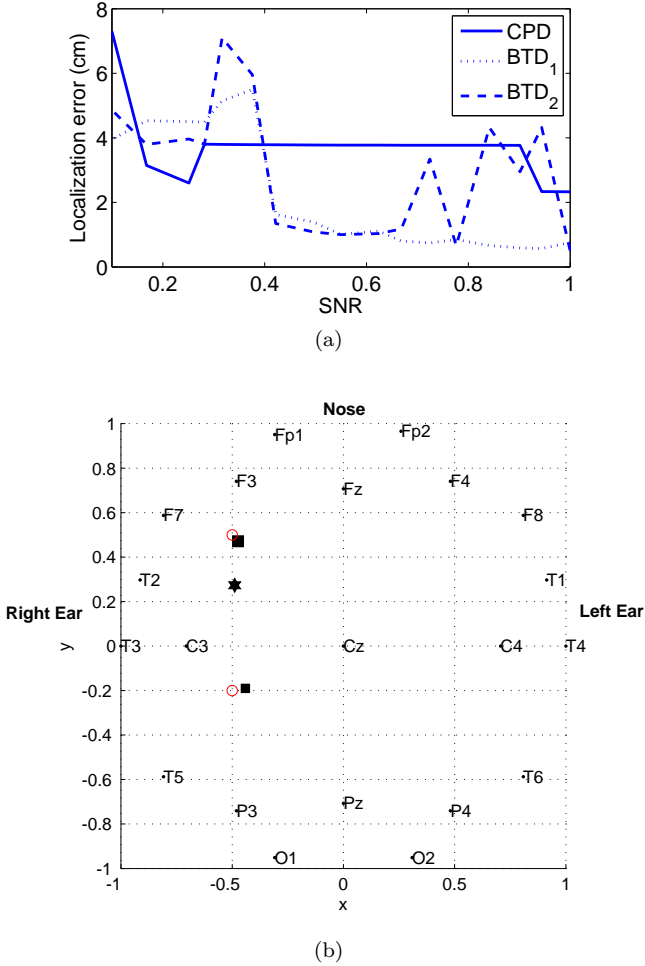 8
6
4
2
0
Localization error (cm)
CPD
BTD1
BTD2
0.2
0.4
0.6
0.8
1
SNR
(a)
Nose
1
0.8
0.6
0.4
0.2
0
-0.2
-0.4
-0.6
-0.8
-1
Fp1
Fp2
F3
Fz
F4
F7
F8
T2
T1
Right Ear
Left Ear
y
T3
C3
Cz
C4
T4
T5
T6
P3
Pz
P4
O1
O2
-1
-0.5
0
0.5
1
x
(b)